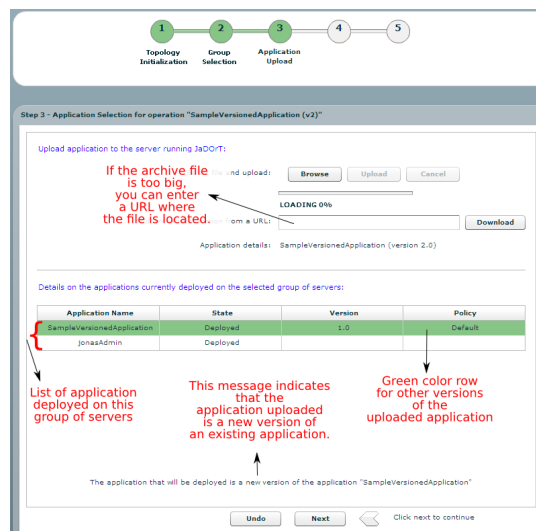 1 2 3 4 5
Topology Initialization
Group Selection
Application Upload
Step 3 - Application Selection for operation "SampleVersionedApplication (v2)"
Upload application to the server running JaDOrT:
If the archive file
is too big,
you can enter
a URL where
the file is located.
and upload:
Browse Upload Cancel
LOADING 0%
from a URL:
Download
Application details: SampleVersionedApplication (version 2.0)
Details on the applications currently deployed on the selected group of servers:
Application Name State Version Policy
SampleVersionedApplication Deployed 1.0 Default
jonasAdmin Deployed
List of application
deployed on this
group of servers
This message indicates
that the
application uploaded
is a new version of
an existing application.
Green color row
for other versions
of the
uploaded application
The application that will be deployed is a new version of the application "SampleVersionedApplication"
Undo Next Click next to continue